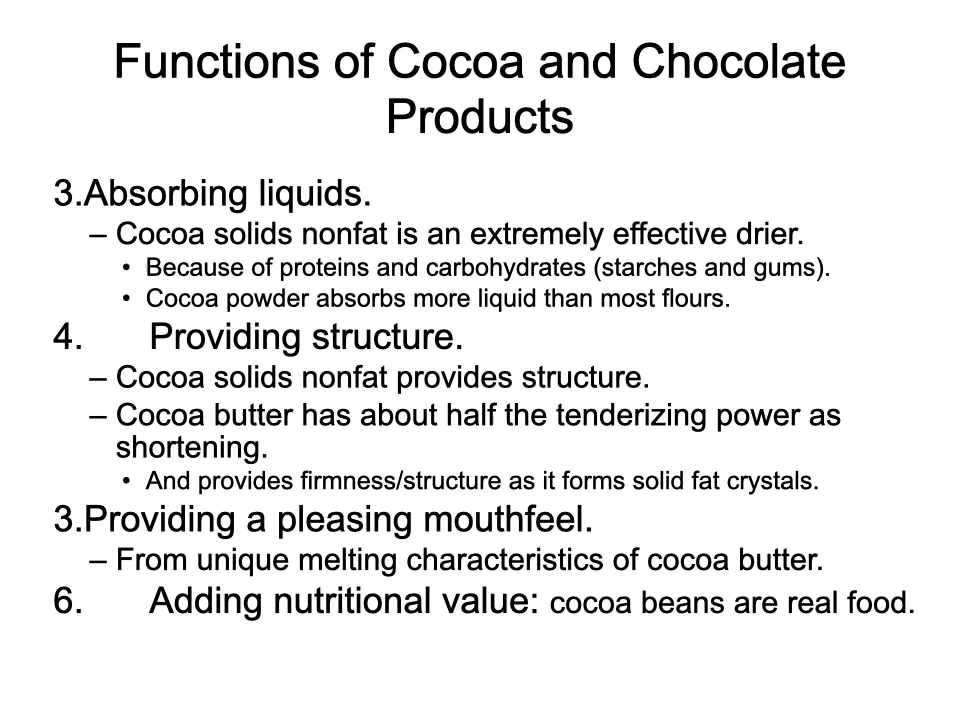 Functions of Cocoa and Chocolate
Products
3.Absorbing liquids.
– Cocoa solids nonfat is an extremely effective drier.
• Because of proteins and carbohydrates (starches and gums).
• Cocoa powder absorbs more liquid than most flours.
4. Providing structure.
– Cocoa solids nonfat provides structure.
– Cocoa butter has about half the tenderizing power as
shortening.
• And provides firmness/structure as it forms solid fat crystals.
3.Providing a pleasing mouthfeel.
– From unique melting characteristics of cocoa butter.
6. Adding nutritional value: cocoa beans are real food.